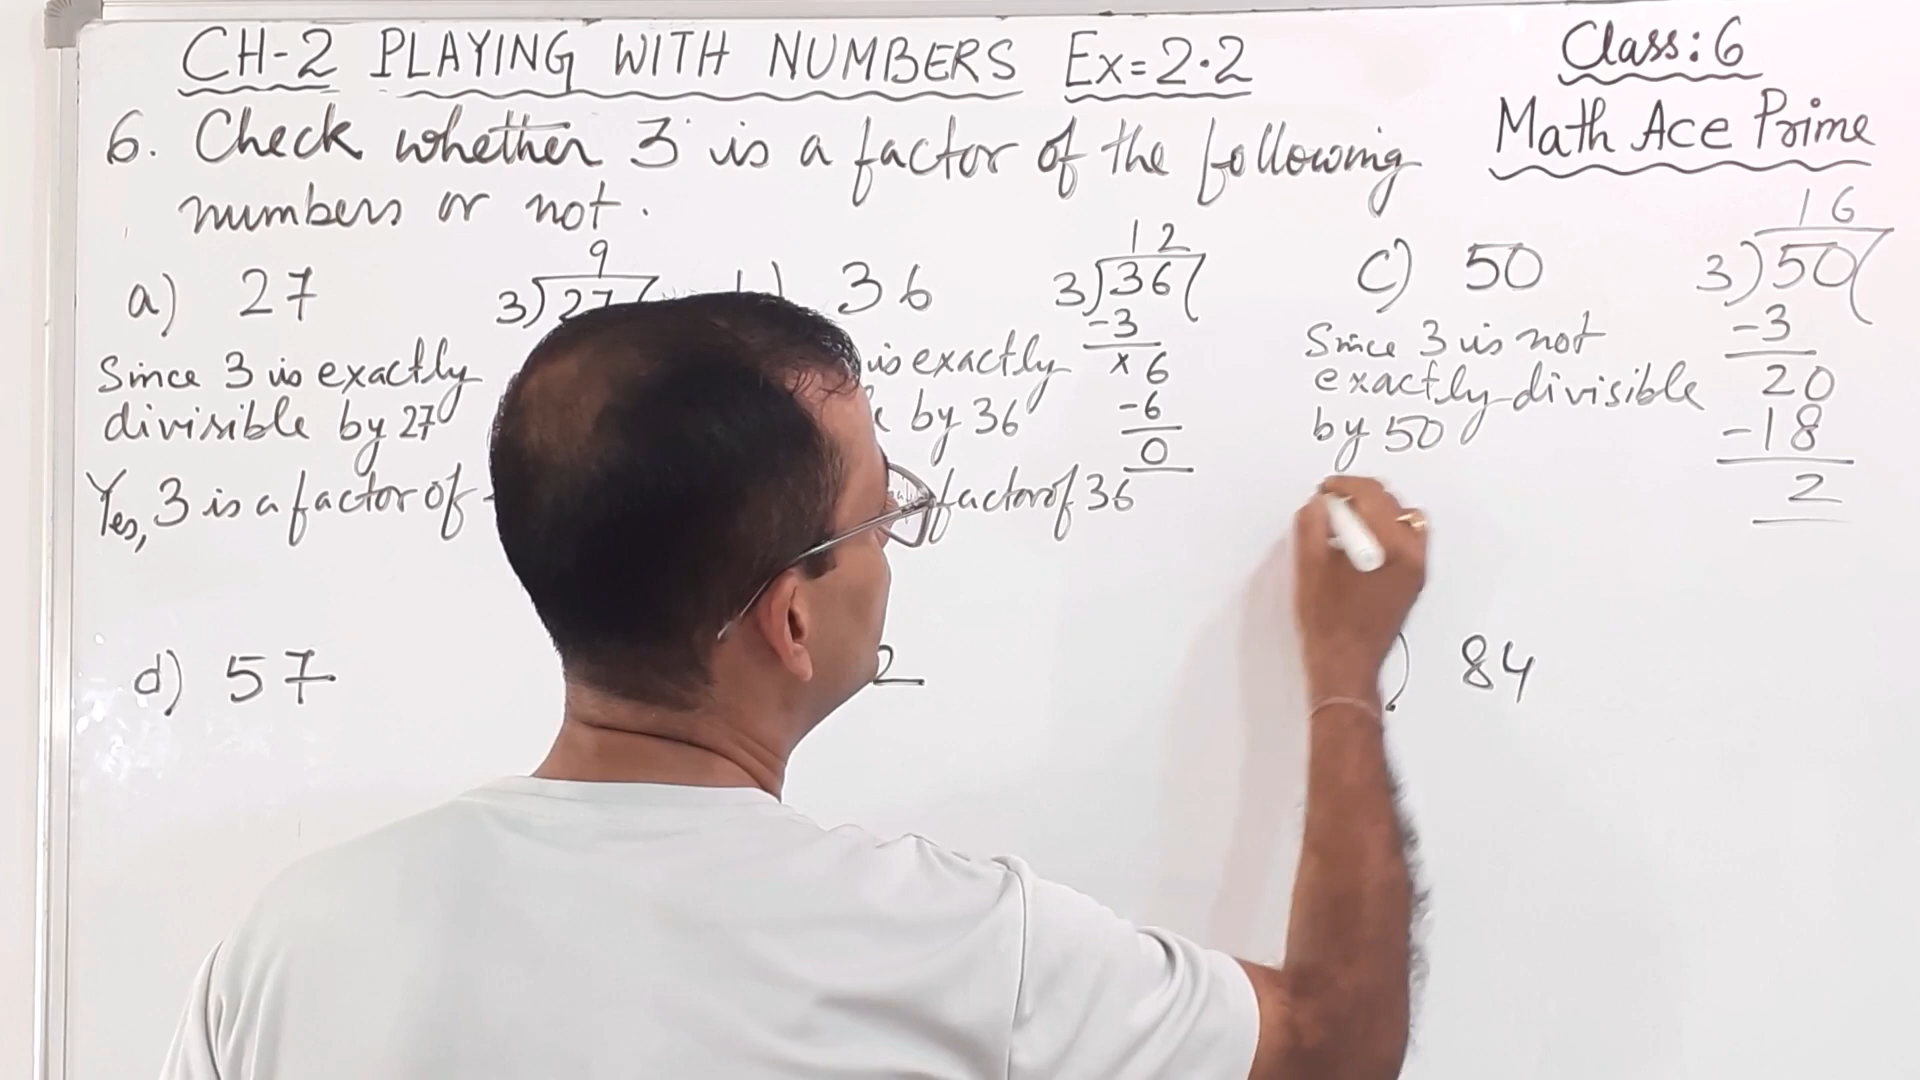 CH-2 PLAYING WITH NUMBERS Ex=2.2
Class:6
Math Ace Prime
6. Check whether 3 is a factor of the following
numbers or not.
a) 27
9
3)27(
Since 3 is exactly
divisible by 27
Yes, 3 is a factor of
36
12
3)36(
-3
x 6
-6
0
is exactly
by 36
factor of 36
c) 50
16
3)50(
-3
20
-18
2
Since 3 is not
exactly divisible
by 50
d) 57
2
) 84